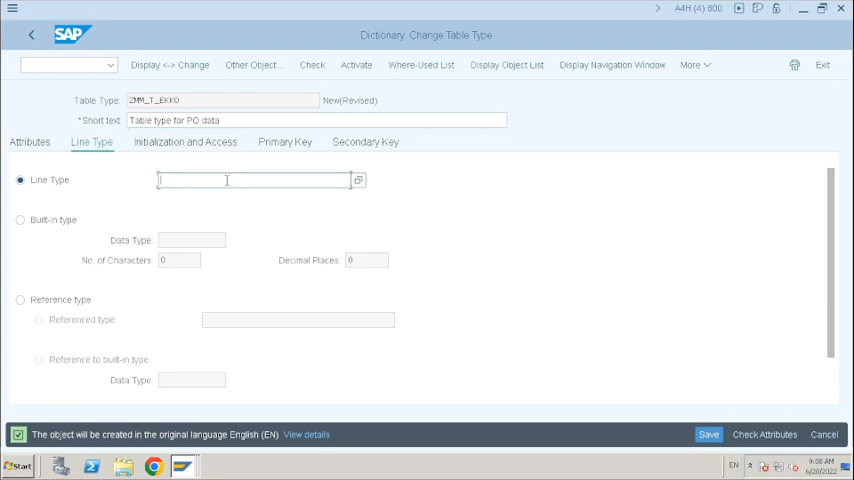 A4H (4) 800
SAP
Dictionary: Change Table Type
Display <-> Change Other Object... Check Activate Where-Used List Display Object List Display Navigation Window More Exit
Table Type: ZMM_T_EKKO New(Revised)
*Short text: Table type for PO data
Attributes Line Type Initialization and Access Primary Key Secondary Key
Line Type
Built-in type
Data Type:
No. of Characters: 0 Decimal Places: 0
Reference type
Referenced type
Reference to built-in type
Data Type:
The object will be created in the original language English (EN) View details Save Check Attributes Cancel
Start EN 9:08 AM
6/28/2022